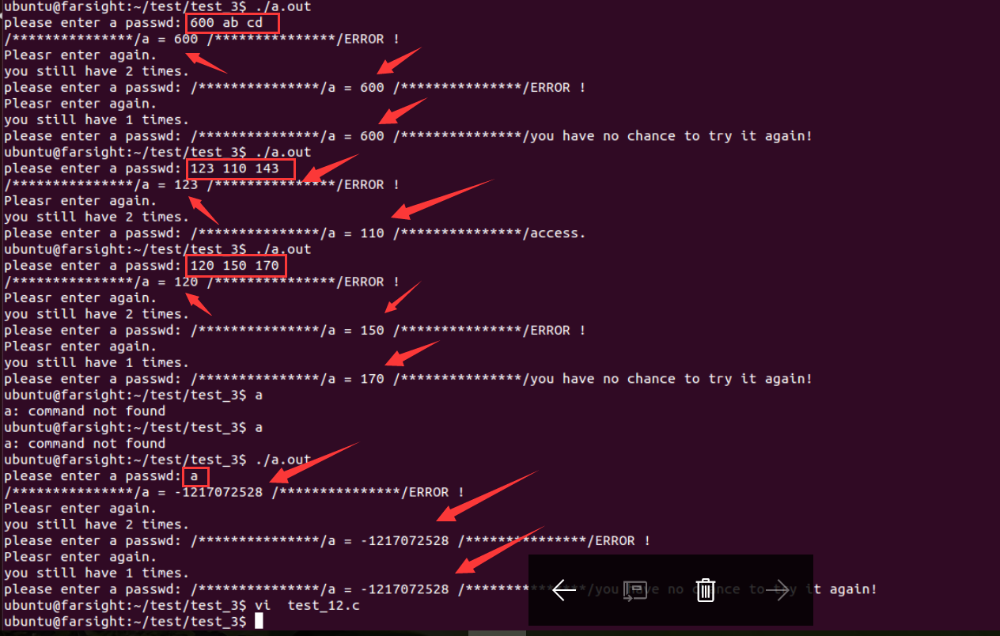 ubuntu@farsight:~/test/test_3$ ./a.out
please enter a passwd: 600 ab cd
/***************/a = 600 /***************/ERROR !
Pleasr enter again.
you still have 2 times.
please enter a passwd: /***************/a = 600 /***************/ERROR !
Pleasr enter again.
you still have 1 times.
please enter a passwd: /***************/a = 600 /***************/you have no chance to try it again!
ubuntu@farsight:~/test/test_3$ ./a.out
please enter a passwd: 123 110 143
/***************/a = 123 /***************/ERROR !
Pleasr enter again.
you still have 2 times.
please enter a passwd: /***************/a = 110 /***************/access.
ubuntu@farsight:~/test/test_3$ ./a.out
please enter a passwd: 120 150 170
/***************/a = 120 /***************/ERROR !
Pleasr enter again.
you still have 2 times.
please enter a passwd: /***************/a = 150 /***************/ERROR !
Pleasr enter again.
you still have 1 times.
please enter a passwd: /***************/a = 170 /***************/you have no chance to try it again!
ubuntu@farsight:~/test/test_3$ a
a: command not found
ubuntu@farsight:~/test/test_3$ a
a: command not found
ubuntu@farsight:~/test/test_3$ ./a.out
please enter a passwd: a
/***************/a = -1217072528 /***************/ERROR !
Pleasr enter again.
you still have 2 times.
please enter a passwd: /***************/a = -1217072528 /***************/ERROR !
Pleasr enter again.
you still have 1 times.
please enter a passwd: /***************/a = -1217072528 /***************/you have no chance to try it again!
ubuntu@farsight:~/test/test_3$ vi  test_12.c
ubuntu@farsight:~/test/test_3$